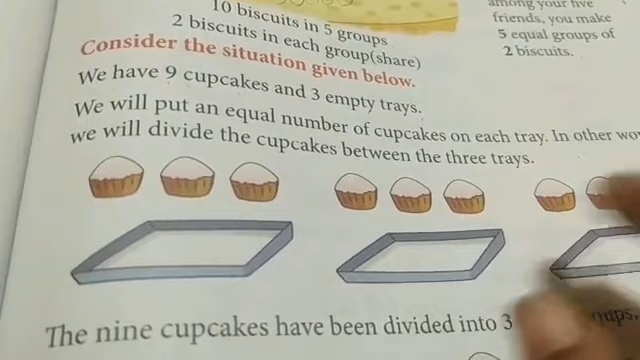 10 biscuits in 5 groups
2 biscuits in each group(share)
among your five
friends, you make
5 equal groups of
2 biscuits.
Consider the situation given below.
We have 9 cupcakes and 3 empty trays.
We will put an equal number of cupcakes on each tray. In other
we will divide the cupcakes between the three trays.
The nine cupcakes have been divided into 3